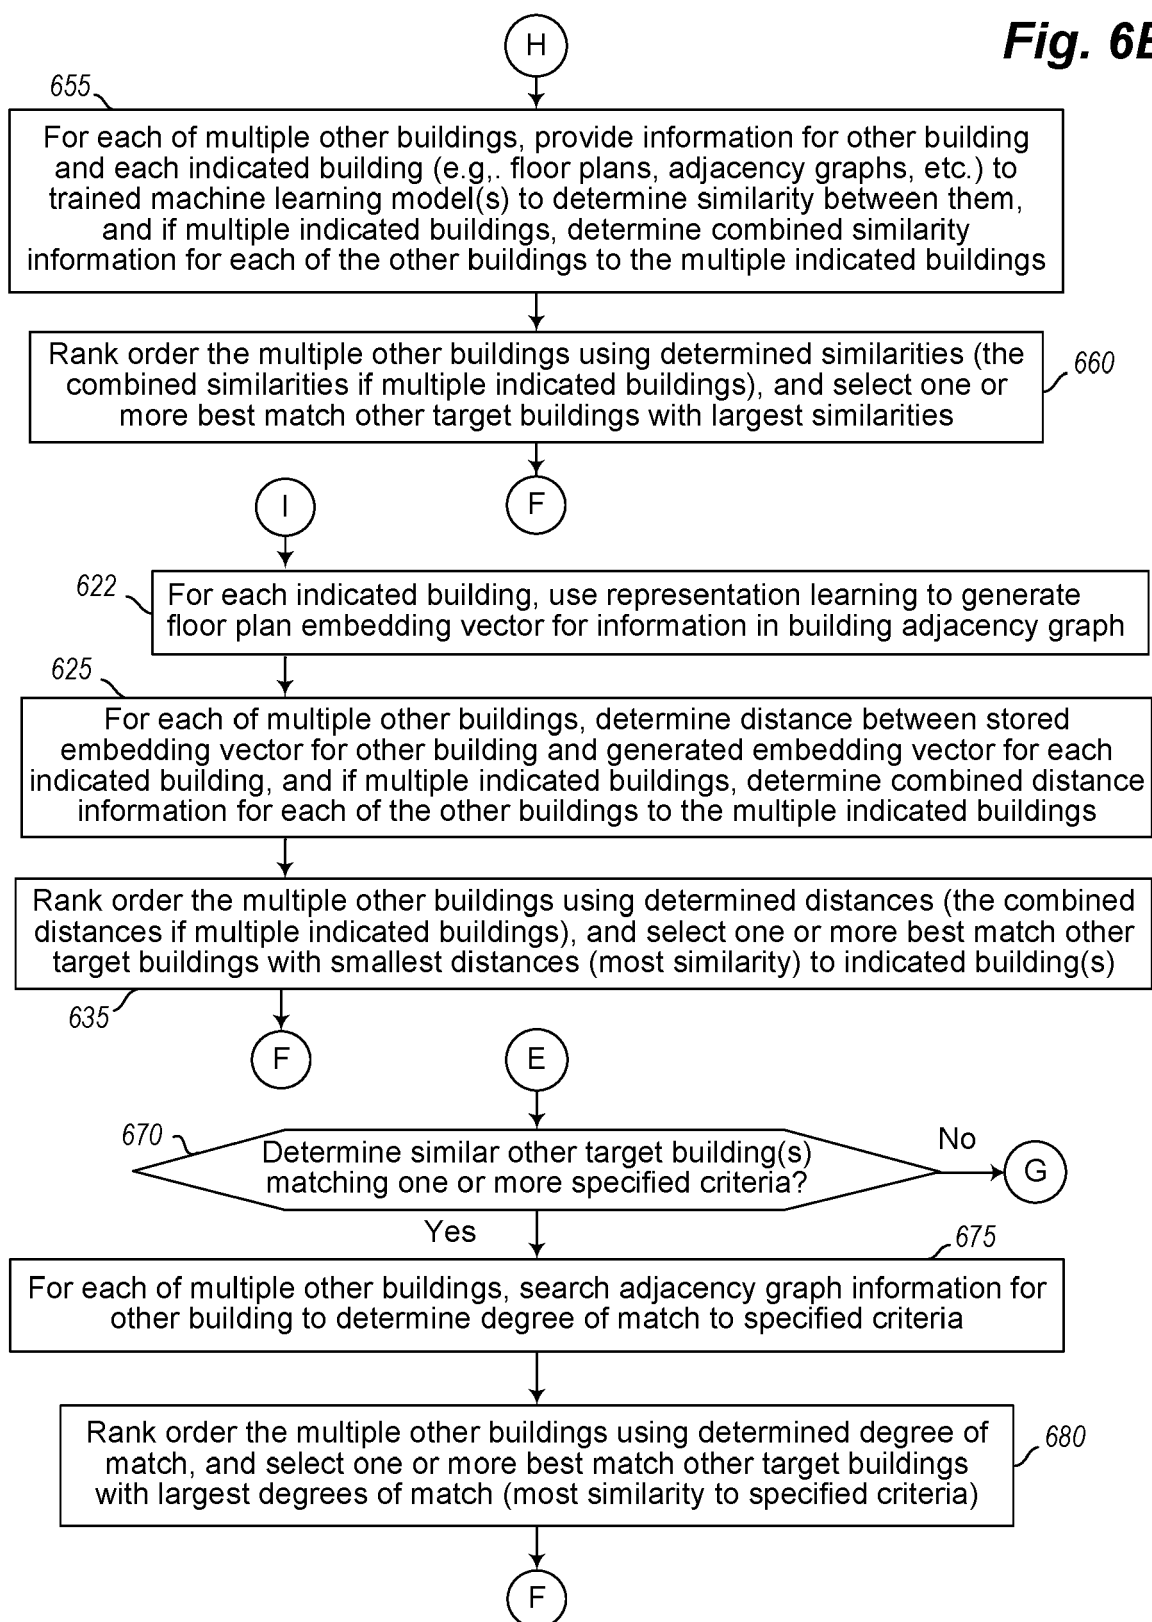 H
Fig. 6B
655
For each of multiple other buildings, provide information for other building
and each indicated building (e.g,. floor plans, adjacency graphs, etc.) to
trained machine learning model(s) to determine similarity between them,
and if multiple indicated buildings, determine combined similarity
information for each of the other buildings to the multiple indicated buildings
Rank order the multiple other buildings using determined similarities (the
combined similarities if multiple indicated buildings), and select one or
more best match other target buildings with largest similarities
660
I
F
622
For each indicated building, use representation learning to generate
floor plan embedding vector for information in building adjacency graph
625
For each of multiple other buildings, determine distance between stored
embedding vector for other building and generated embedding vector for each
indicated building, and if multiple indicated buildings, determine combined distance
information for each of the other buildings to the multiple indicated buildings
Rank order the multiple other buildings using determined distances (the combined
distances if multiple indicated buildings), and select one or more best match other
target buildings with smallest distances (most similarity) to indicated building(s)
635
F
E
670
Determine similar other target building(s)
matching one or more specified criteria?
No
G
Yes
675
For each of multiple other buildings, search adjacency graph information for
other building to determine degree of match to specified criteria
Rank order the multiple other buildings using determined degree of
match, and select one or more best match other target buildings
with largest degrees of match (most similarity to specified criteria)
680
F